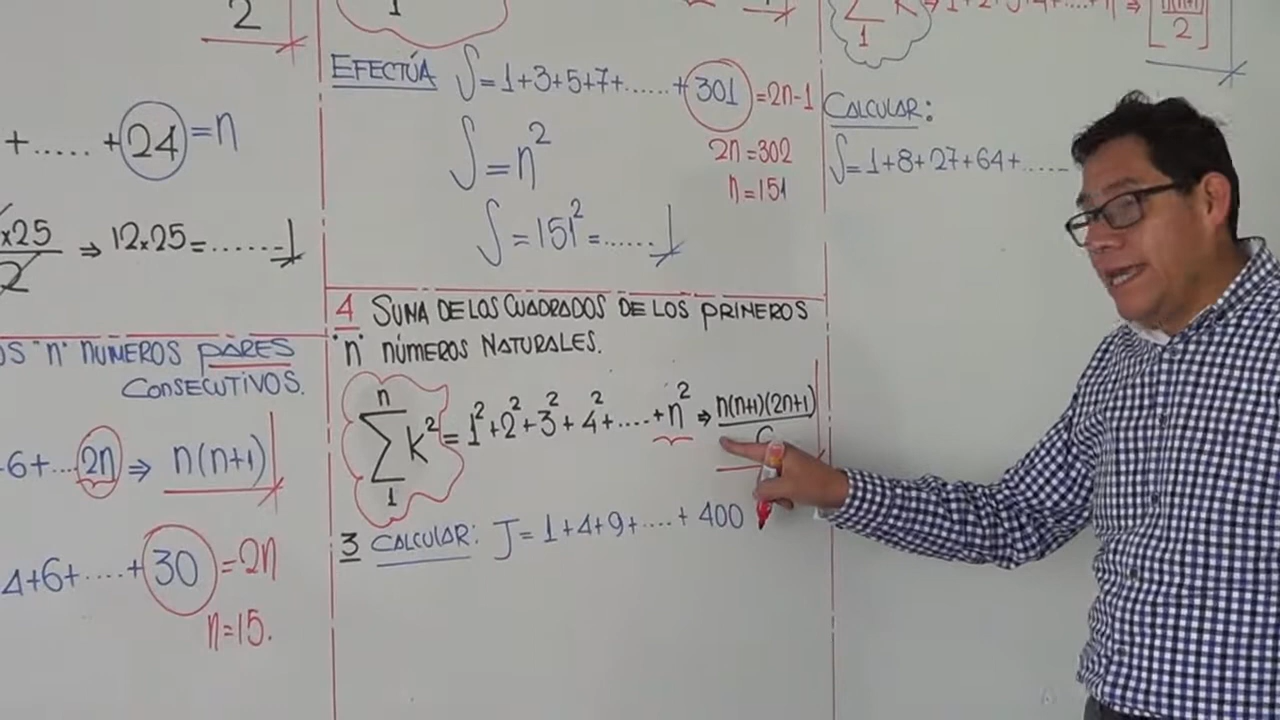 2
+.....+24=n
x25
2
⇒ 12x25=.......
"n" NUMEROS PARES
CONSECUTIVOS.
6+...2n ⇒ n(n+1)
4+6+.....+30=2n
n=15.
1
EFECTÚA S=1+3+5+7+......+301=2n-1
S=n²
2n=302
n=151
S=151²=......
4 SUMA DE LOS CUADRADOS DE LOS PRIMEROS
"n" NÚMEROS NATURALES.
n
∑ K²=1²+2²+3²+4²+....+n² ⇒ n(n+1)(2n+1)
1
3 CALCULAR: J=1+4+9+....+400
1
2
CALCULAR:
S=1+8+27+64+.....